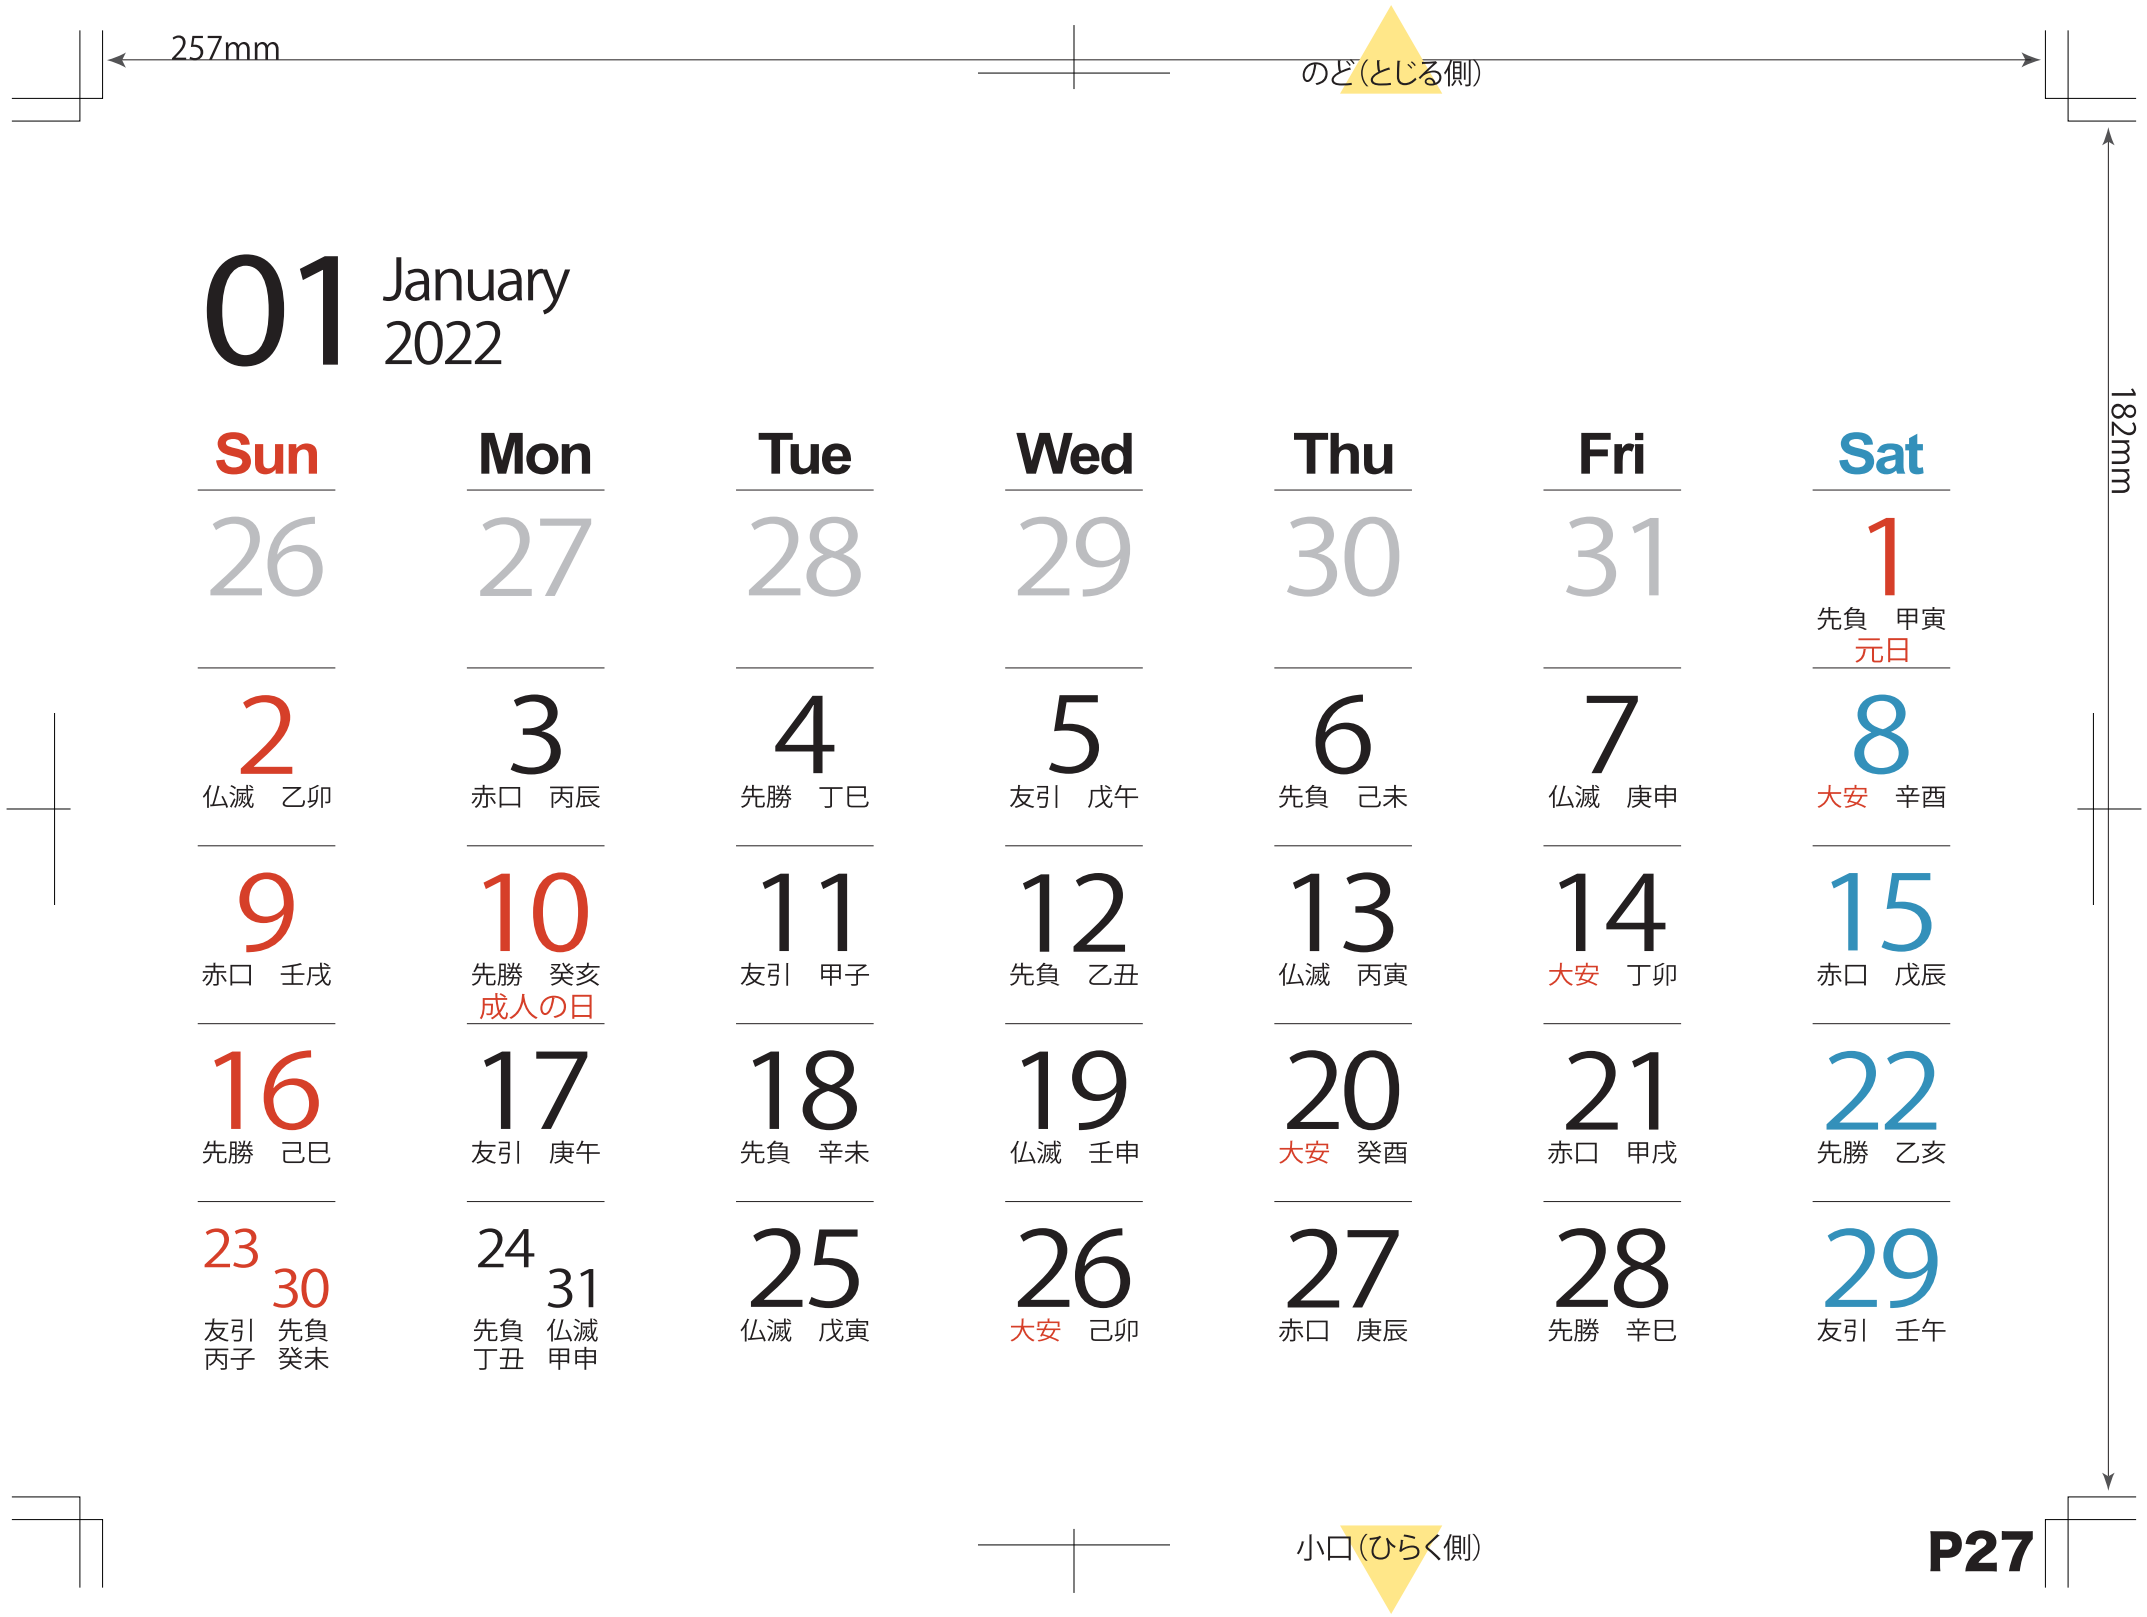 257mm
のど（とじる側）
182mm
01 January
2022
Sun Mon Tue Wed Thu Fri Sat
26 27 28 29 30 31 1
先負　甲寅
元日
2 3 4 5 6 7 8
仏滅　乙卯 赤口　丙辰 先勝　丁巳 友引　戊午 先負　己未 仏滅　庚申 大安　辛酉
9 10 11 12 13 14 15
赤口　壬戌 先勝　癸亥 友引　甲子 先負　乙丑 仏滅　丙寅 大安　丁卯 赤口　戊辰
成人の日
16 17 18 19 20 21 22
先勝　己巳 友引　庚午 先負　辛未 仏滅　壬申 大安　癸酉 赤口　甲戌 先勝　乙亥
23 30 24 31 25 26 27 28 29
友引　先負 先負　仏滅 仏滅　戊寅 大安　己卯 赤口　庚辰 先勝　辛巳 友引　壬午
丙子　癸未 丁丑　甲申
小口（ひらく側）
P27